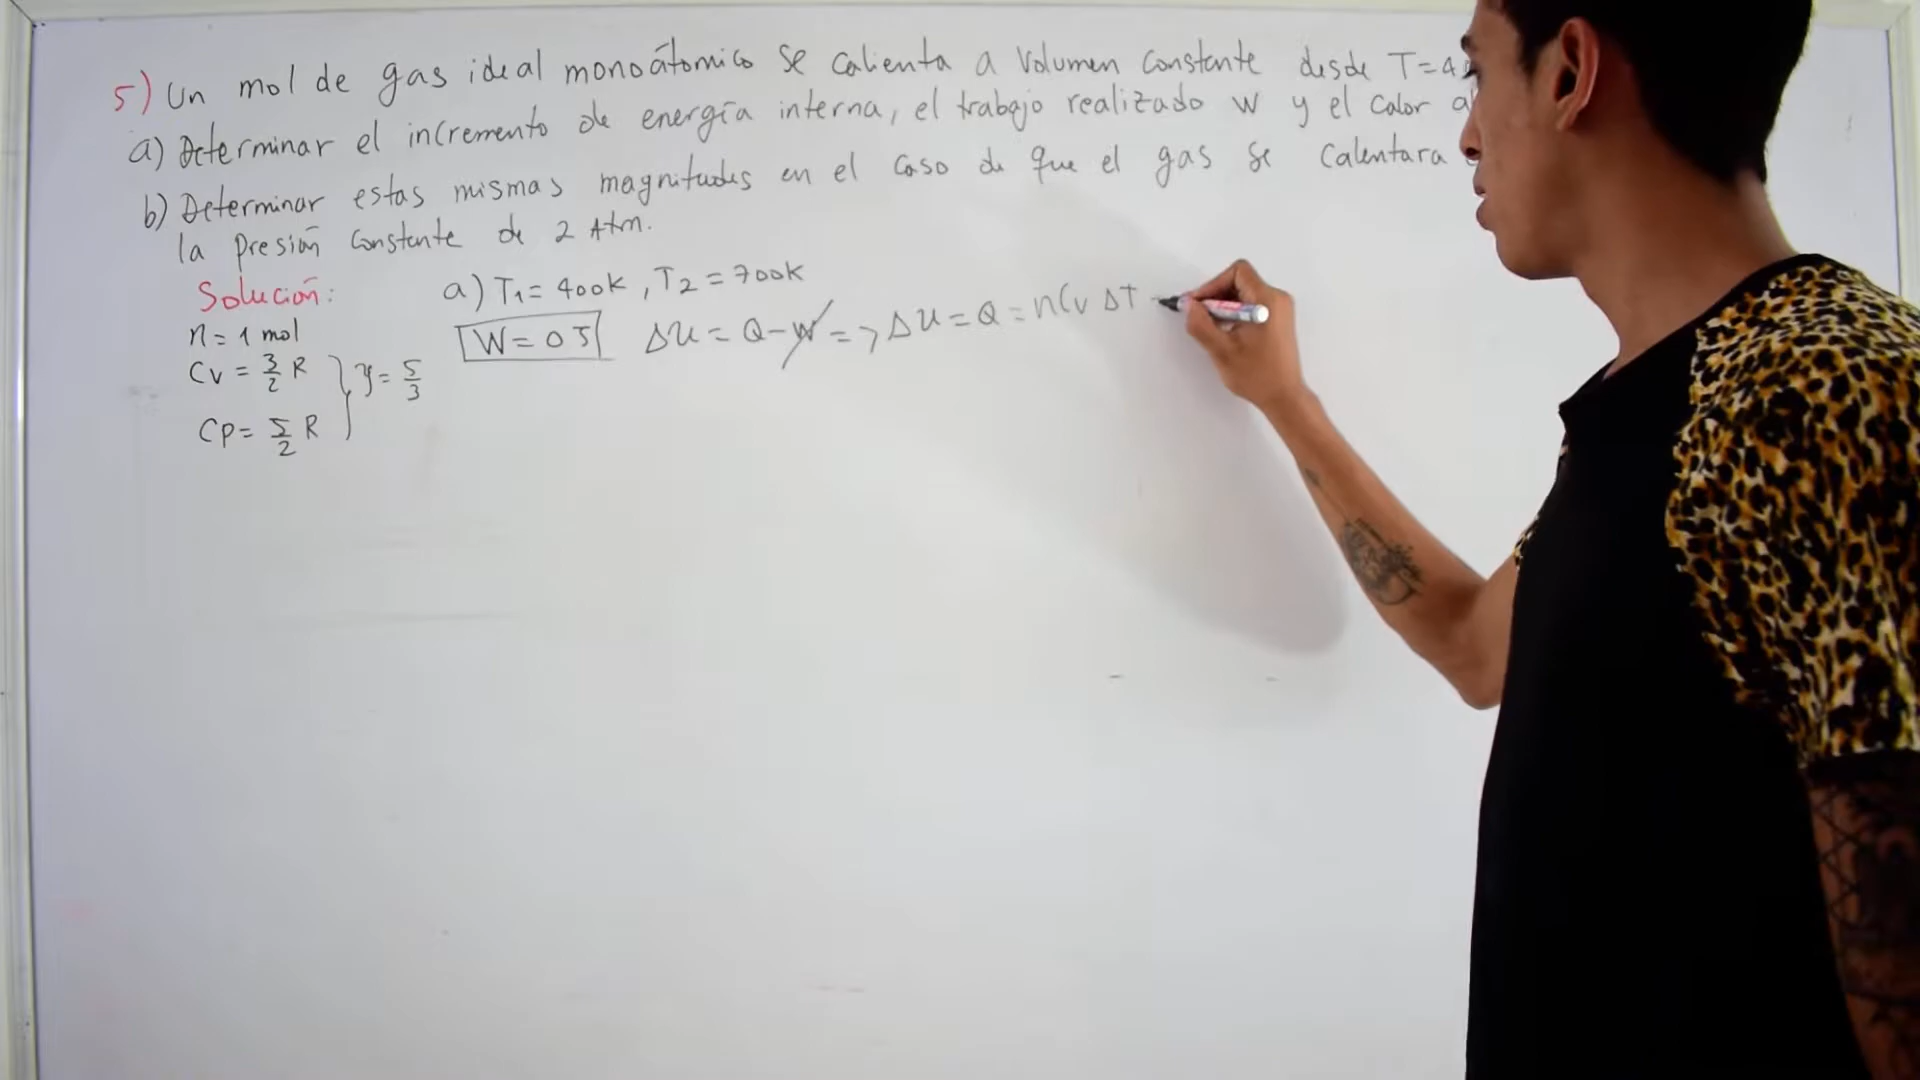 5) Un mol de gas ideal monoátomico se calienta a Volumen Constante desde T=4
a) Determinar el incremento de energía interna, el trabajo realizado W y el Calor
b) Determinar estas mismas magnitudes en el Caso de que el gas se Calentara
la Presión Constante de 2 Atm.
Solución:
a) T₁ = 400K, T₂ = 700K
n = 1 mol
W = 0 J
ΔU = Q - W => ΔU = Q = nCv ΔT
Cv = 3/2 R
Cp = 5/2 R
γ = 5/3